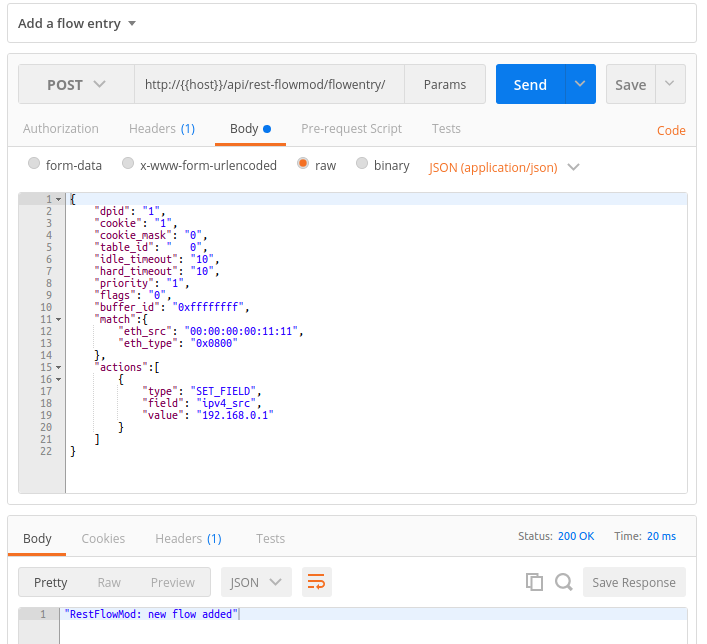 Add a flow entry
POST http://{{host}}/api/rest-flowmod/flowentry/ Params Send Save
Authorization Headers (1) Body Pre-request Script Tests Code
form-data x-www-form-urlencoded raw binary JSON (application/json)
1 {
2 "dpid": "1",
3 "cookie": "1",
4 "cookie_mask": "0",
5 "table_id": "   0",
6 "idle_timeout": "10",
7 "hard_timeout": "10",
8 "priority": "1",
9 "flags": "0",
10 "buffer_id": "0xffffffff",
11 "match":{
12 "eth_src": "00:00:00:00:11:11",
13 "eth_type": "0x0800"
14 },
15 "actions":[
16 {
17 "type": "SET_FIELD",
18 "field": "ipv4_src",
19 "value": "192.168.0.1"
20 }
21 ]
22 }
Body Cookies Headers (1) Tests Status: 200 OK Time: 20 ms
Pretty Raw Preview JSON Save Response
1 "RestFlowMod: new flow added"